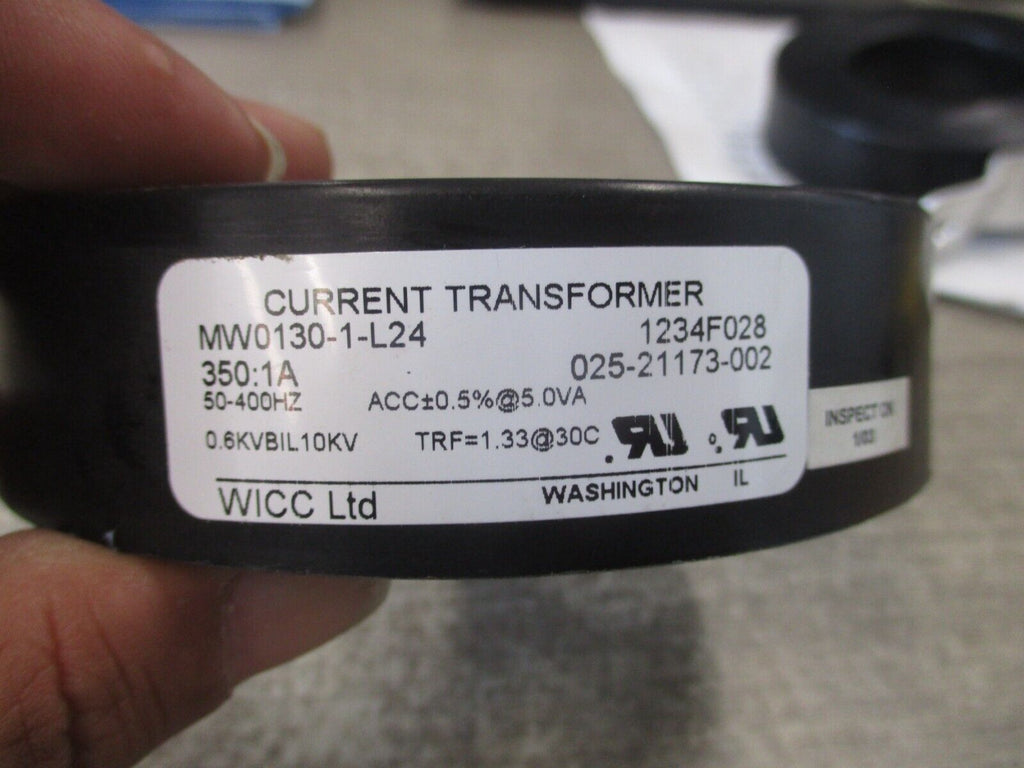 CURRENT TRANSFORMER
MW0130-1-L24 1234F028
350:1A 025-21173-002
50-400HZ ACC±0.5%@5.0VA
0.6KVBIL10KV TRF=1.33@30C
WICC Ltd WASHINGTON IL
INSPECTION